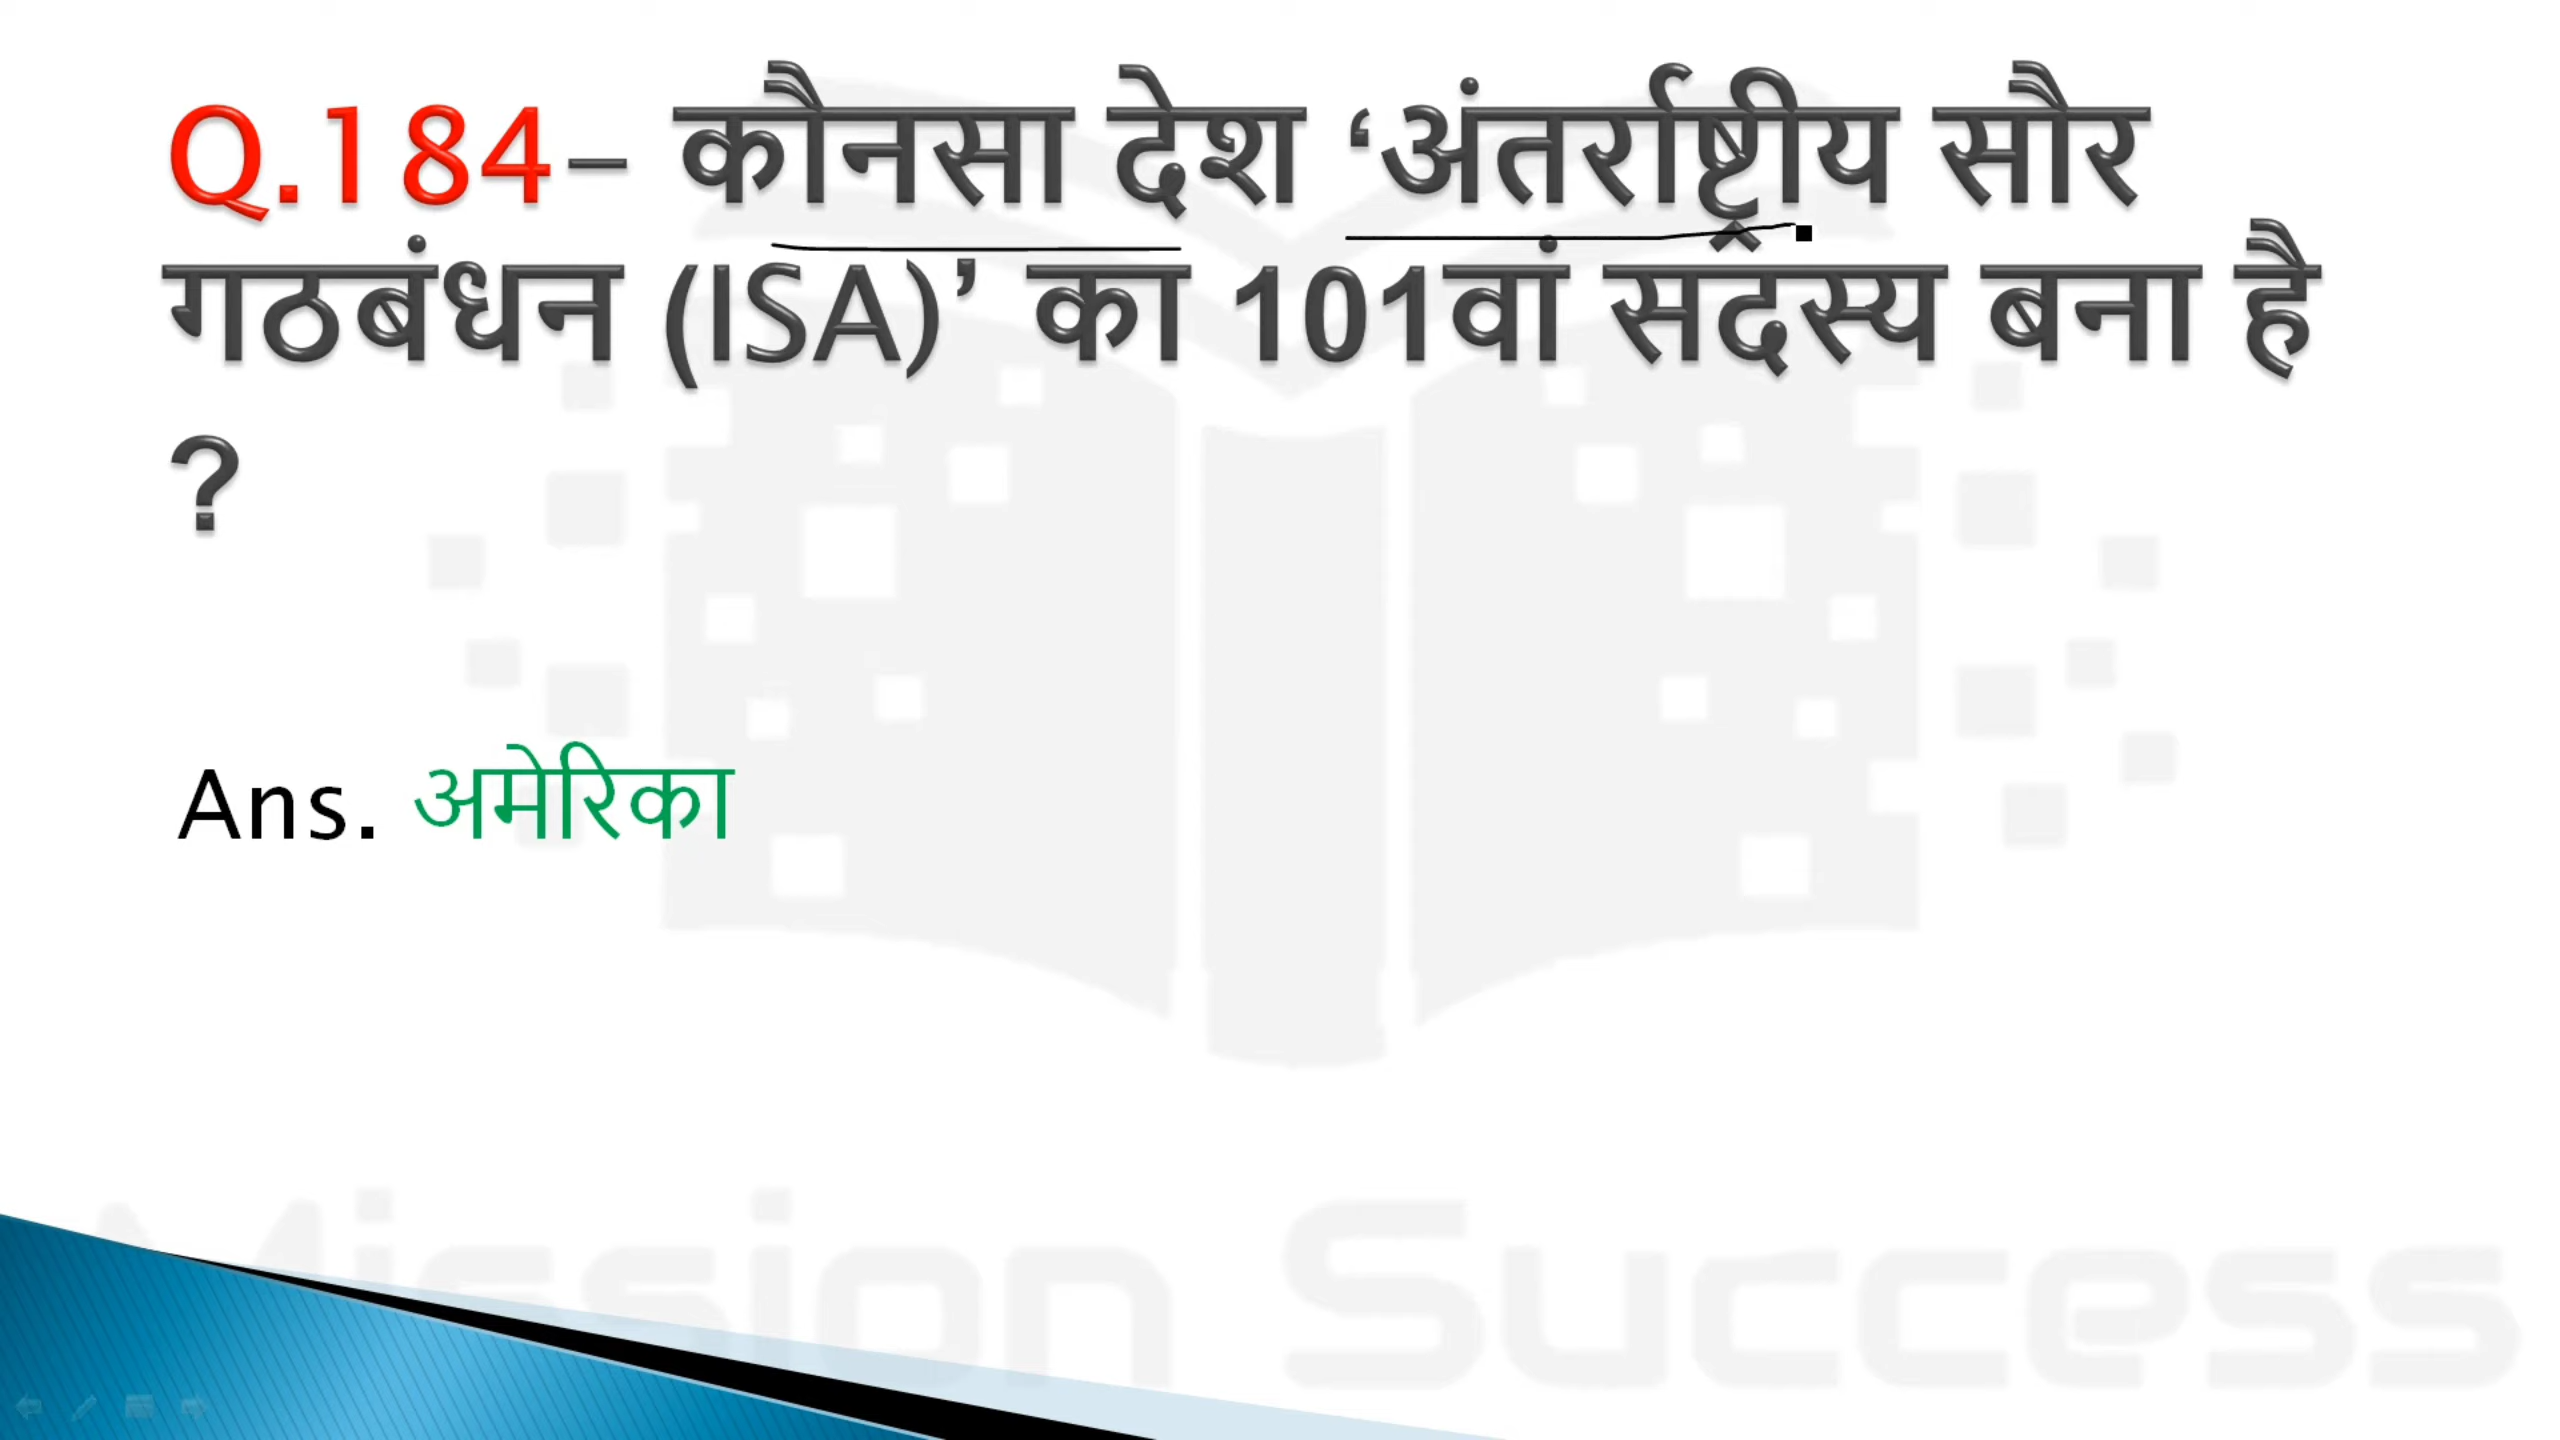 Q.184– कौनसा देश ‘अंतर्राष्ट्रीय सौर
गठबंधन (ISA)’ का 101वां सदस्य बना है
?
Ans. अमेरिका
Mission Success